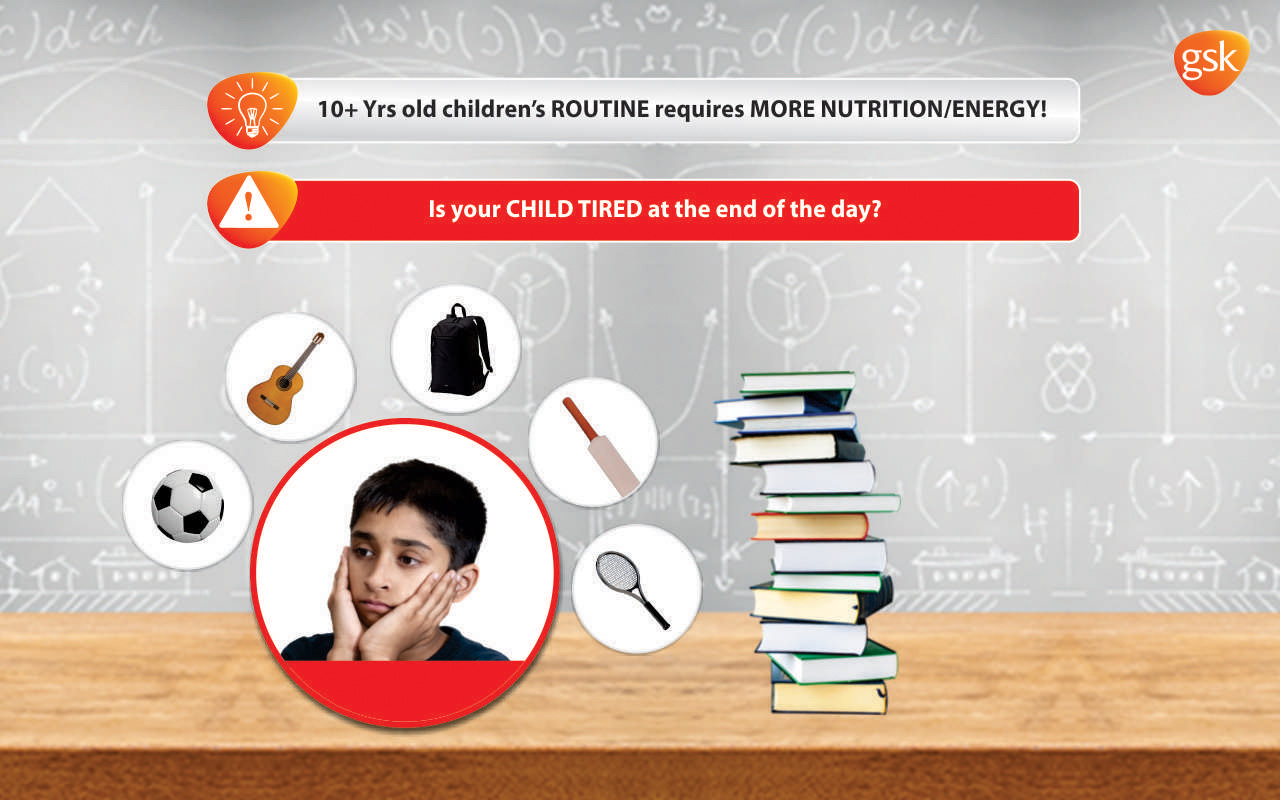 gsk
10+ Yrs old children's ROUTINE requires MORE NUTRITION/ENERGY!
Is your CHILD TIRED at the end of the day?